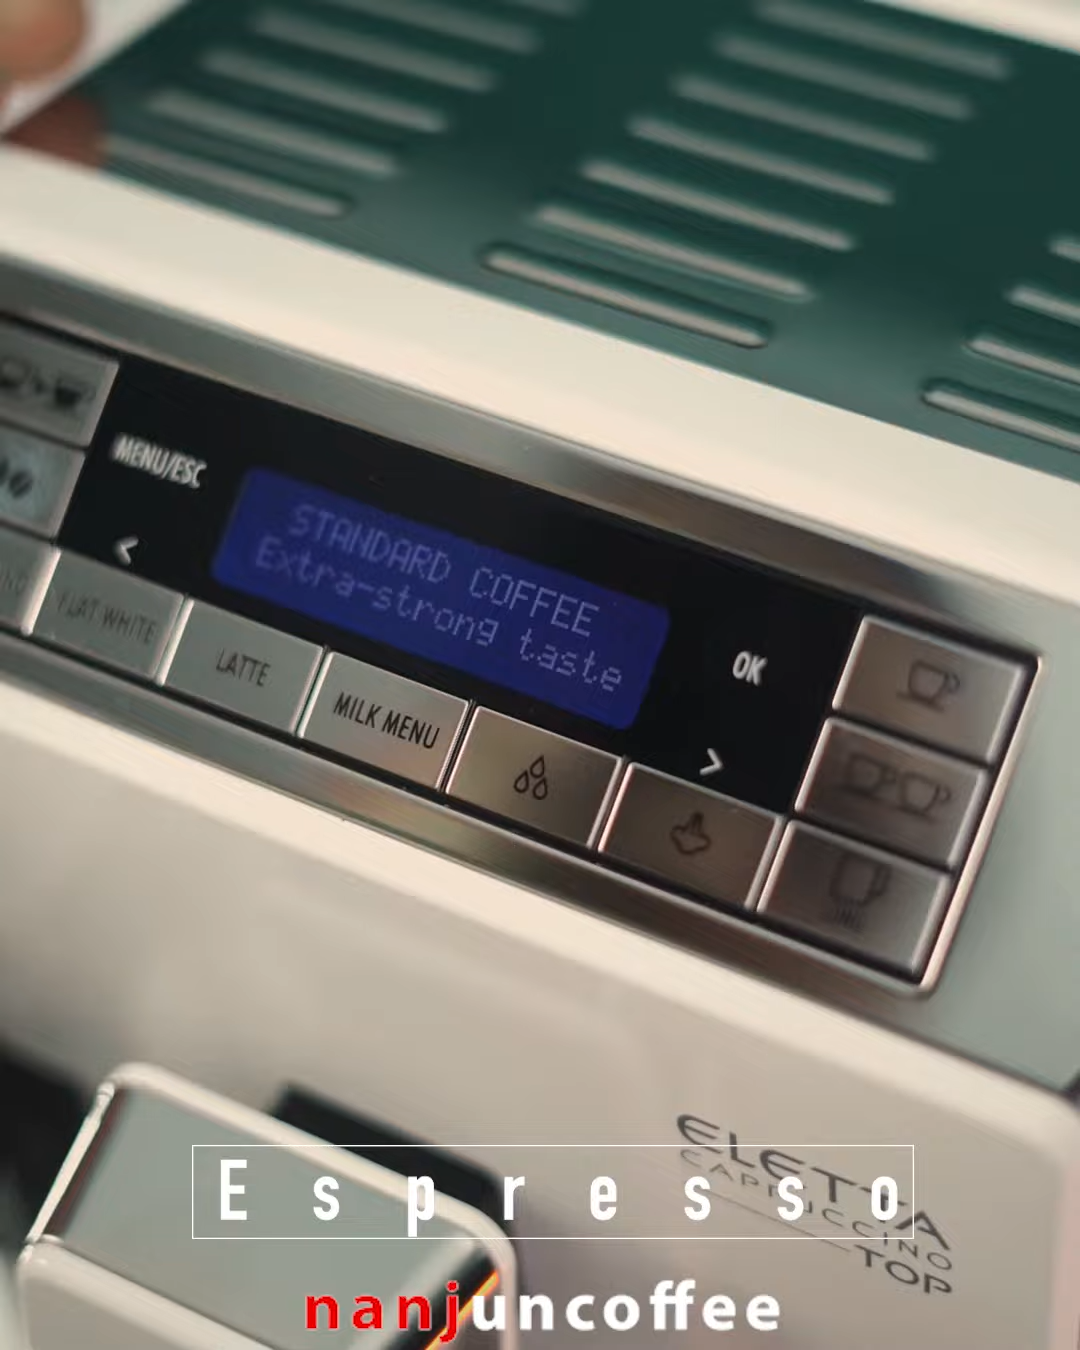 MENU/ESC
<
STANDARD COFFEE
Extra-strong taste
OK
>
FLAT WHITE
LATTE
MILK MENU
ELETTA
CAPPUCCINO
TOP
Espresso
nanjuncoffee